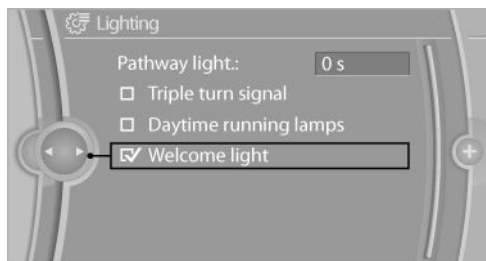 Lighting
Pathway light.: 0 s
Triple turn signal
Daytime running lamps
Welcome light